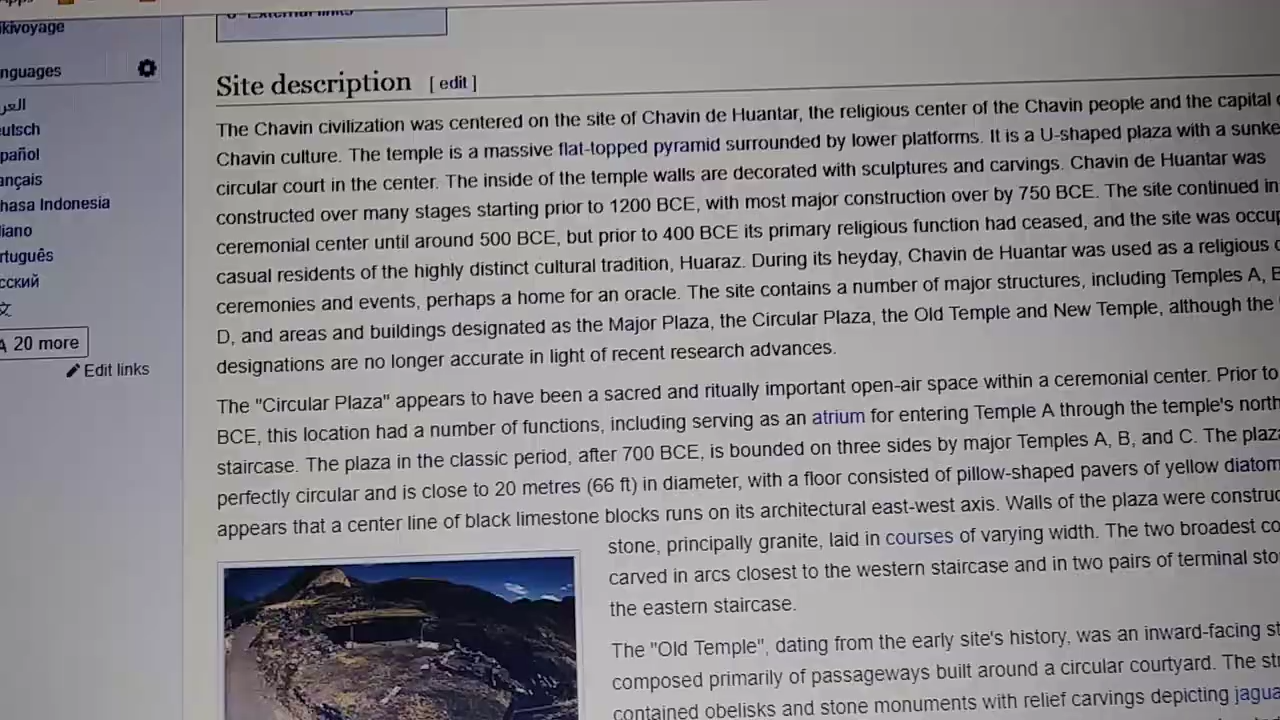 ikivoyage
nguages
العر
eutsch
pañol
ançais
hasa Indonesia
liano
rtuguês
сский
文
20 more
Edit links
External links
Site description [ edit ]
The Chavin civilization was centered on the site of Chavin de Huantar, the religious center of the Chavin people and the capital
Chavin culture. The temple is a massive flat-topped pyramid surrounded by lower platforms. It is a U-shaped plaza with a sunke
circular court in the center. The inside of the temple walls are decorated with sculptures and carvings. Chavin de Huantar was
constructed over many stages starting prior to 1200 BCE, with most major construction over by 750 BCE. The site continued in
ceremonial center until around 500 BCE, but prior to 400 BCE its primary religious function had ceased, and the site was occup
casual residents of the highly distinct cultural tradition, Huaraz. During its heyday, Chavin de Huantar was used as a religious
ceremonies and events, perhaps a home for an oracle. The site contains a number of major structures, including Temples A, B
D, and areas and buildings designated as the Major Plaza, the Circular Plaza, the Old Temple and New Temple, although the
designations are no longer accurate in light of recent research advances.
The "Circular Plaza" appears to have been a sacred and ritually important open-air space within a ceremonial center. Prior to
BCE, this location had a number of functions, including serving as an atrium for entering Temple A through the temple's north
staircase. The plaza in the classic period, after 700 BCE, is bounded on three sides by major Temples A, B, and C. The plaz
perfectly circular and is close to 20 metres (66 ft) in diameter, with a floor consisted of pillow-shaped pavers of yellow diatom
appears that a center line of black limestone blocks runs on its architectural east-west axis. Walls of the plaza were construc
stone, principally granite, laid in courses of varying width. The two broadest co
carved in arcs closest to the western staircase and in two pairs of terminal sto
the eastern staircase.
The "Old Temple", dating from the early site's history, was an inward-facing st
composed primarily of passageways built around a circular courtyard. The str
contained obelisks and stone monuments with relief carvings depicting jagua